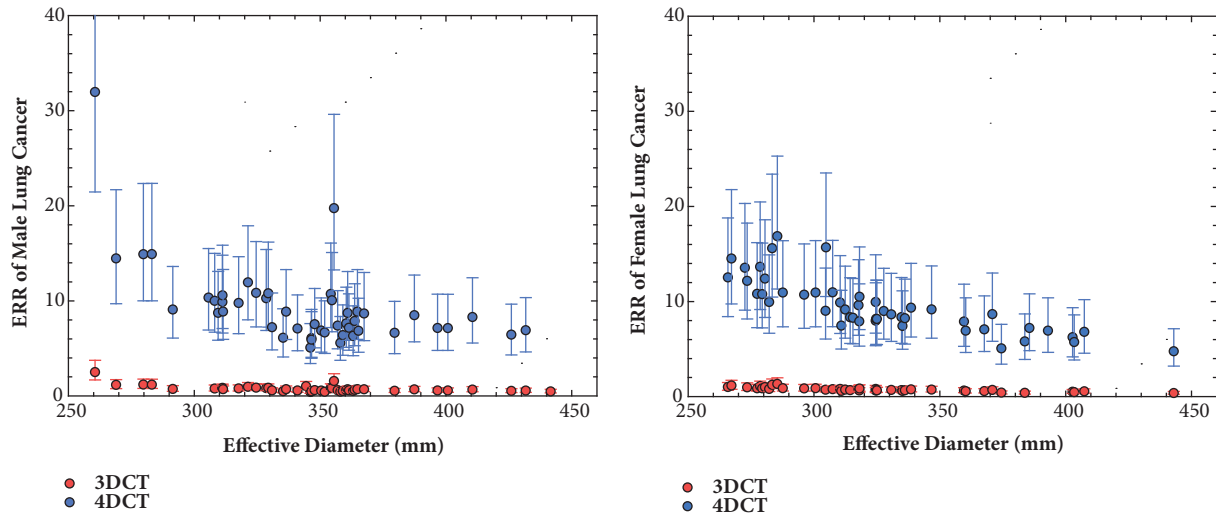 40
30
20
10
0
250
300
350
400
450
ERR of Male Lung Cancer
Effective Diameter (mm)
3DCT
4DCT
40
30
20
10
0
250
300
350
400
450
ERR of Female Lung Cancer
Effective Diameter (mm)
3DCT
4DCT